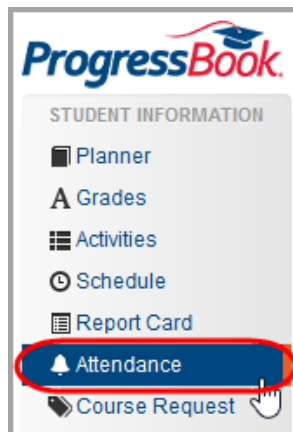 ProgressBook.
STUDENT INFORMATION
Planner
Grades
Activities
Schedule
Report Card
Attendance
Course Request